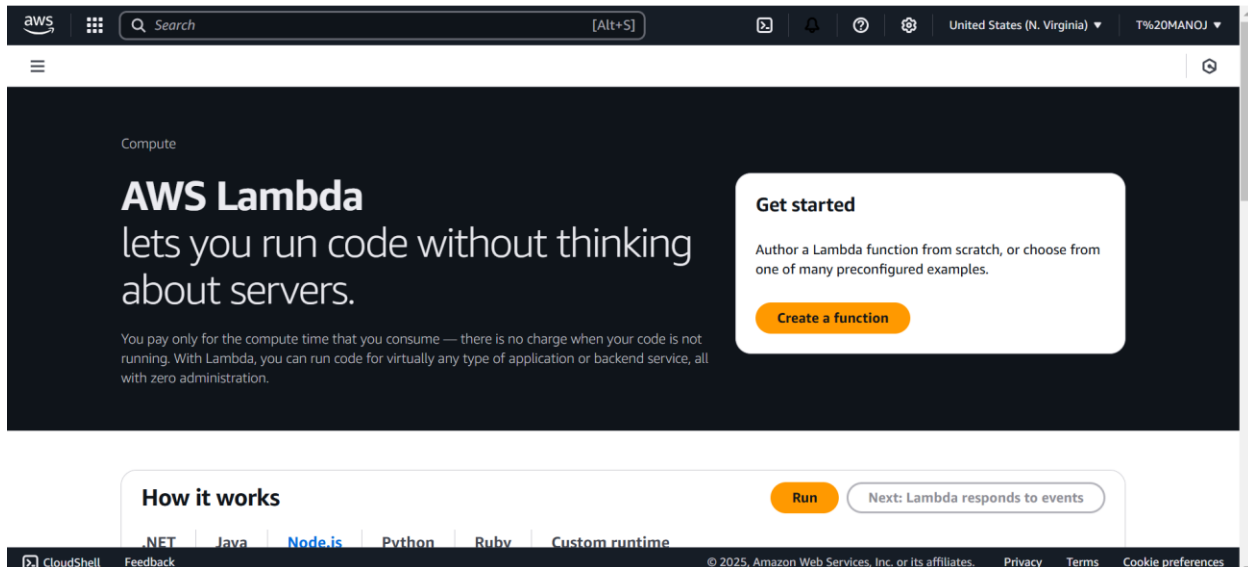 aws
Search [Alt+S] United States (N. Virginia) ▼ T%20MANOJ ▼
Compute
AWS Lambda
lets you run code without thinking
about servers.
You pay only for the compute time that you consume — there is no charge when your code is not
running. With Lambda, you can run code for virtually any type of application or backend service, all
with zero administration.
Get started
Author a Lambda function from scratch, or choose from
one of many preconfigured examples.
Create a function
How it works
Run
Next: Lambda responds to events
.NET Java Node.js Python Ruby Custom runtime
CloudShell Feedback © 2025, Amazon Web Services, Inc. or its affiliates. Privacy Terms Cookie preferences